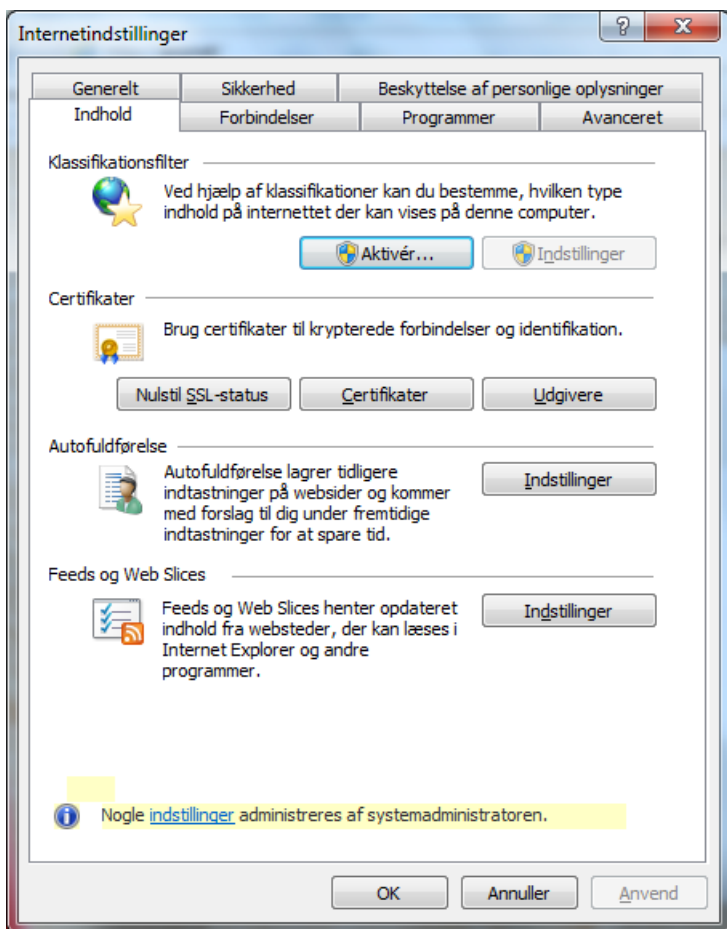 Internetindstillinger
Generelt
Sikkerhed
Beskyttelse af personlige oplysninger
Indhold
Forbindelser
Programmer
Avanceret
Klassifikationsfilter
Ved hjælp af klassifikationer kan du bestemme, hvilken type
indhold på internettet der kan vises på denne computer.
Aktivér...
Indstillinger
Certifikater
Brug certifikater til krypterede forbindelser og identifikation.
Nulstil SSL-status
Certifikater
Udgivere
Autofuldførelse
Autofuldførelse lagrer tidligere
indtastninger på websider og kommer
med forslag til dig under fremtidige
indtastninger for at spare tid.
Indstillinger
Feeds og Web Slices
Feeds og Web Slices henter opdateret
indhold fra websteder, der kan læses i
Internet Explorer og andre
programmer.
Indstillinger
Nogle indstillinger administreres af systemadministratoren.
OK
Annuller
Anvend